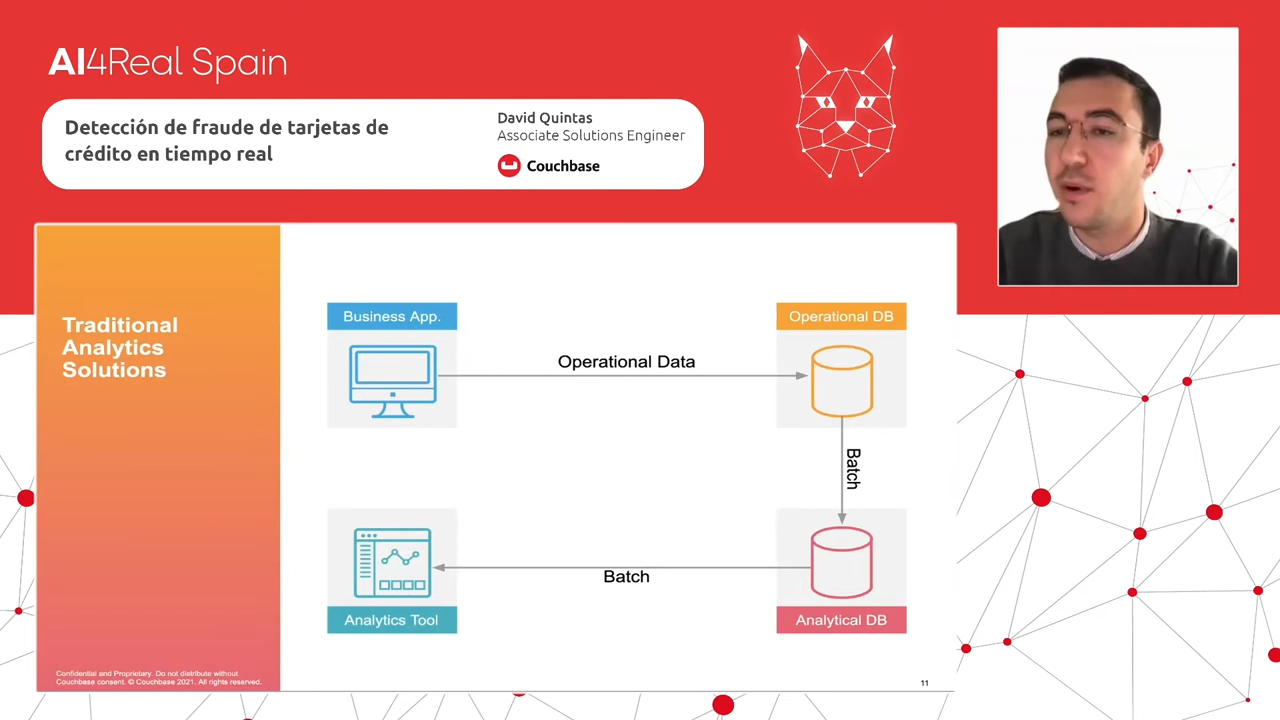 AI4Real Spain
Detección de fraude de tarjetas de
crédito en tiempo real
David Quintas
Associate Solutions Engineer
Couchbase
Traditional
Analytics
Solutions
Business App.
Operational Data
Operational DB
Batch
Batch
Analytics Tool
Analytical DB
Confidential and Proprietary. Do not distribute without
Couchbase consent. © Couchbase 2021. All rights reserved.
11